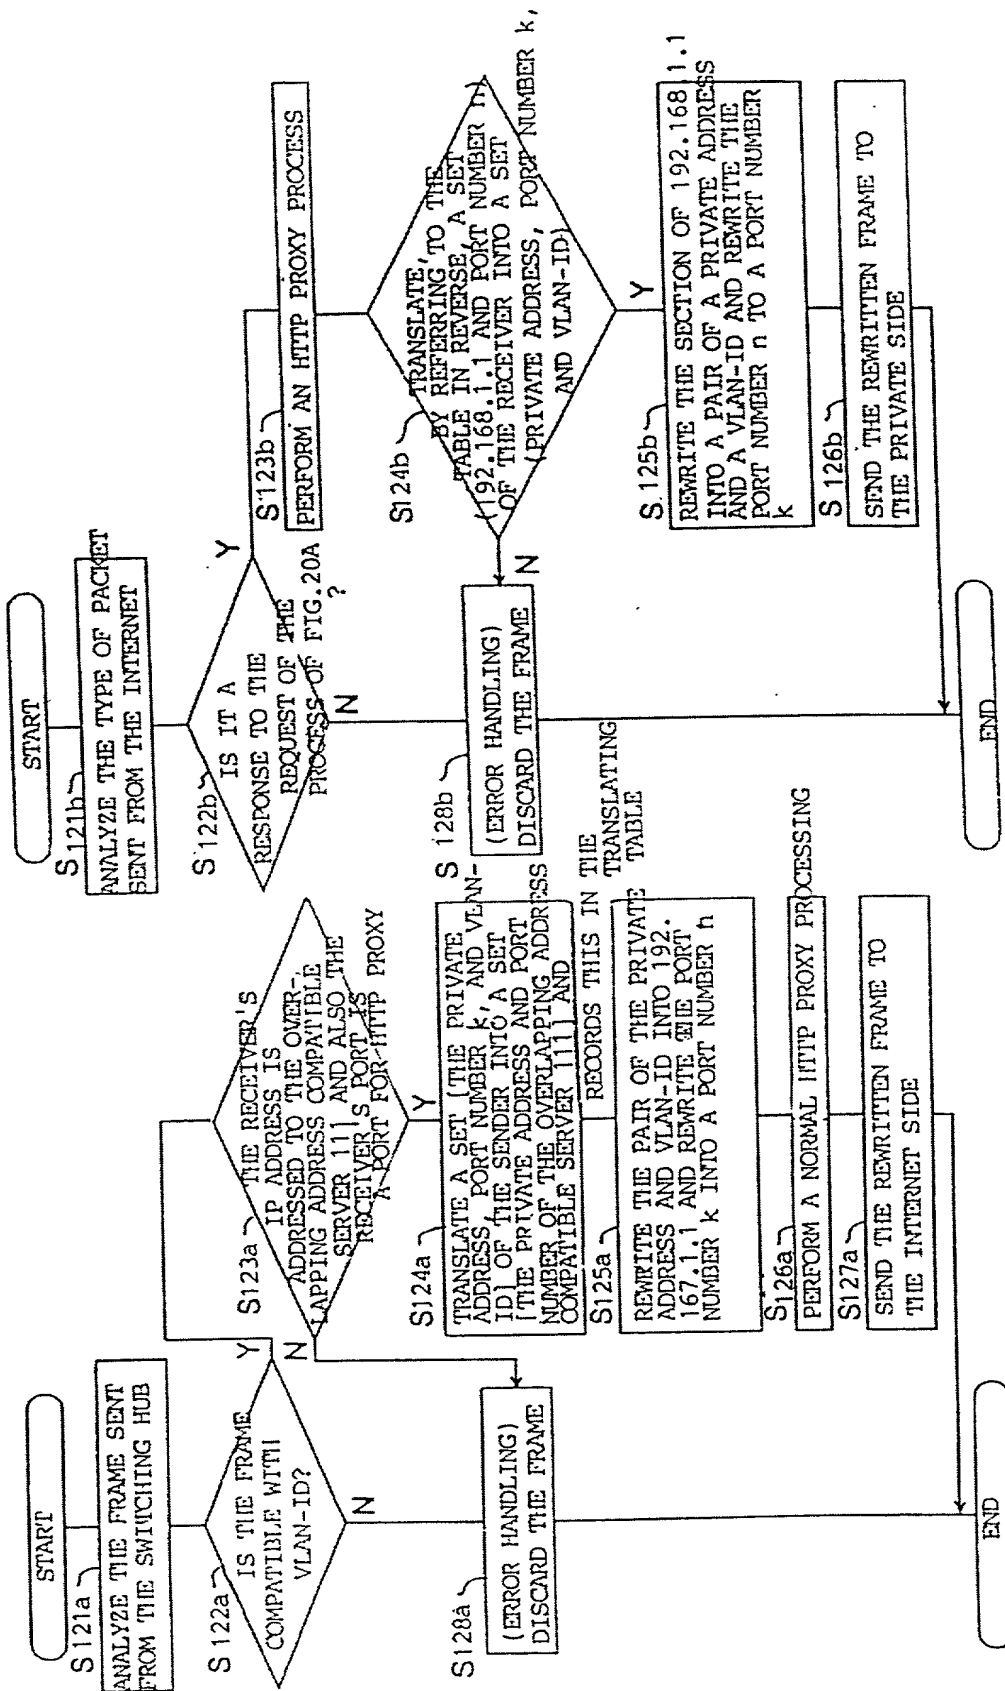 START
S121a
ANALYZE THE FRAME SENT
FROM THE SWITCHING HUB
S122a
IS THE FRAME
COMPATIBLE WITH
VLAN-ID?
Y
N
S128a
(ERROR HANDLING)
DISCARD THE FRAME
END
S123a
THE RECEIVER'S
IP ADDRESS IS
ADDRESSED TO THE OVER-
LAPPING ADDRESS COMPATIBLE
SERVER 111] AND ALSO THE
RECEIVER'S PORT IS
A PORT FOR HTTP PROXY
N
Y
S124a
TRANSLATE A SET [THE PRIVATE
ADDRESS, PORT NUMBER k, AND VLAN-
ID] OF THE SENDER INTO A SET
[THE PRIVATE ADDRESS AND PORT
NUMBER OF THE OVERLAPPING ADDRESS
COMPATIBLE SERVER 111] AND
RECORDS THIS IN THE
TRANSLATING
TABLE
S125a
REWRITE THE PAIR OF THE PRIVATE
ADDRESS AND VLAN-ID INTO 192.
167.1.1 AND REWRITE THE PORT
NUMBER k INTO A PORT NUMBER n
S126a
PERFORM A NORMAL HTTP PROXY PROCESSING
S127a
SEND THE REWRITTEN FRAME TO
THE INTERNET SIDE
START
S121b
ANALYZE THE TYPE OF PACKET
SENT FROM THE INTERNET
S122b
IS IT A
RESPONSE TO THE
REQUEST OF THE
PROCESS OF FIG.20A
?
Y
N
S128b
(ERROR HANDLING)
DISCARD THE FRAME
END
S123b
PERFORM AN HTTP PROXY PROCESS
S124b
TRANSLATE,
BY REFERRING TO THE
TABLE IN REVERSE, A SET
(192.168.1.1 AND PORT NUMBER n)
OF THE RECEIVER INTO A SET
(PRIVATE ADDRESS, PORT NUMBER k,
AND VLAN-ID)
N
Y
S125b
REWRITE THE SECTION OF 192.168.1.1
INTO A PAIR OF A PRIVATE ADDRESS
AND A VLAN-ID AND REWRITE THE
PORT NUMBER n TO A PORT NUMBER
k
S126b
SEND THE REWRITTEN FRAME TO
THE PRIVATE SIDE